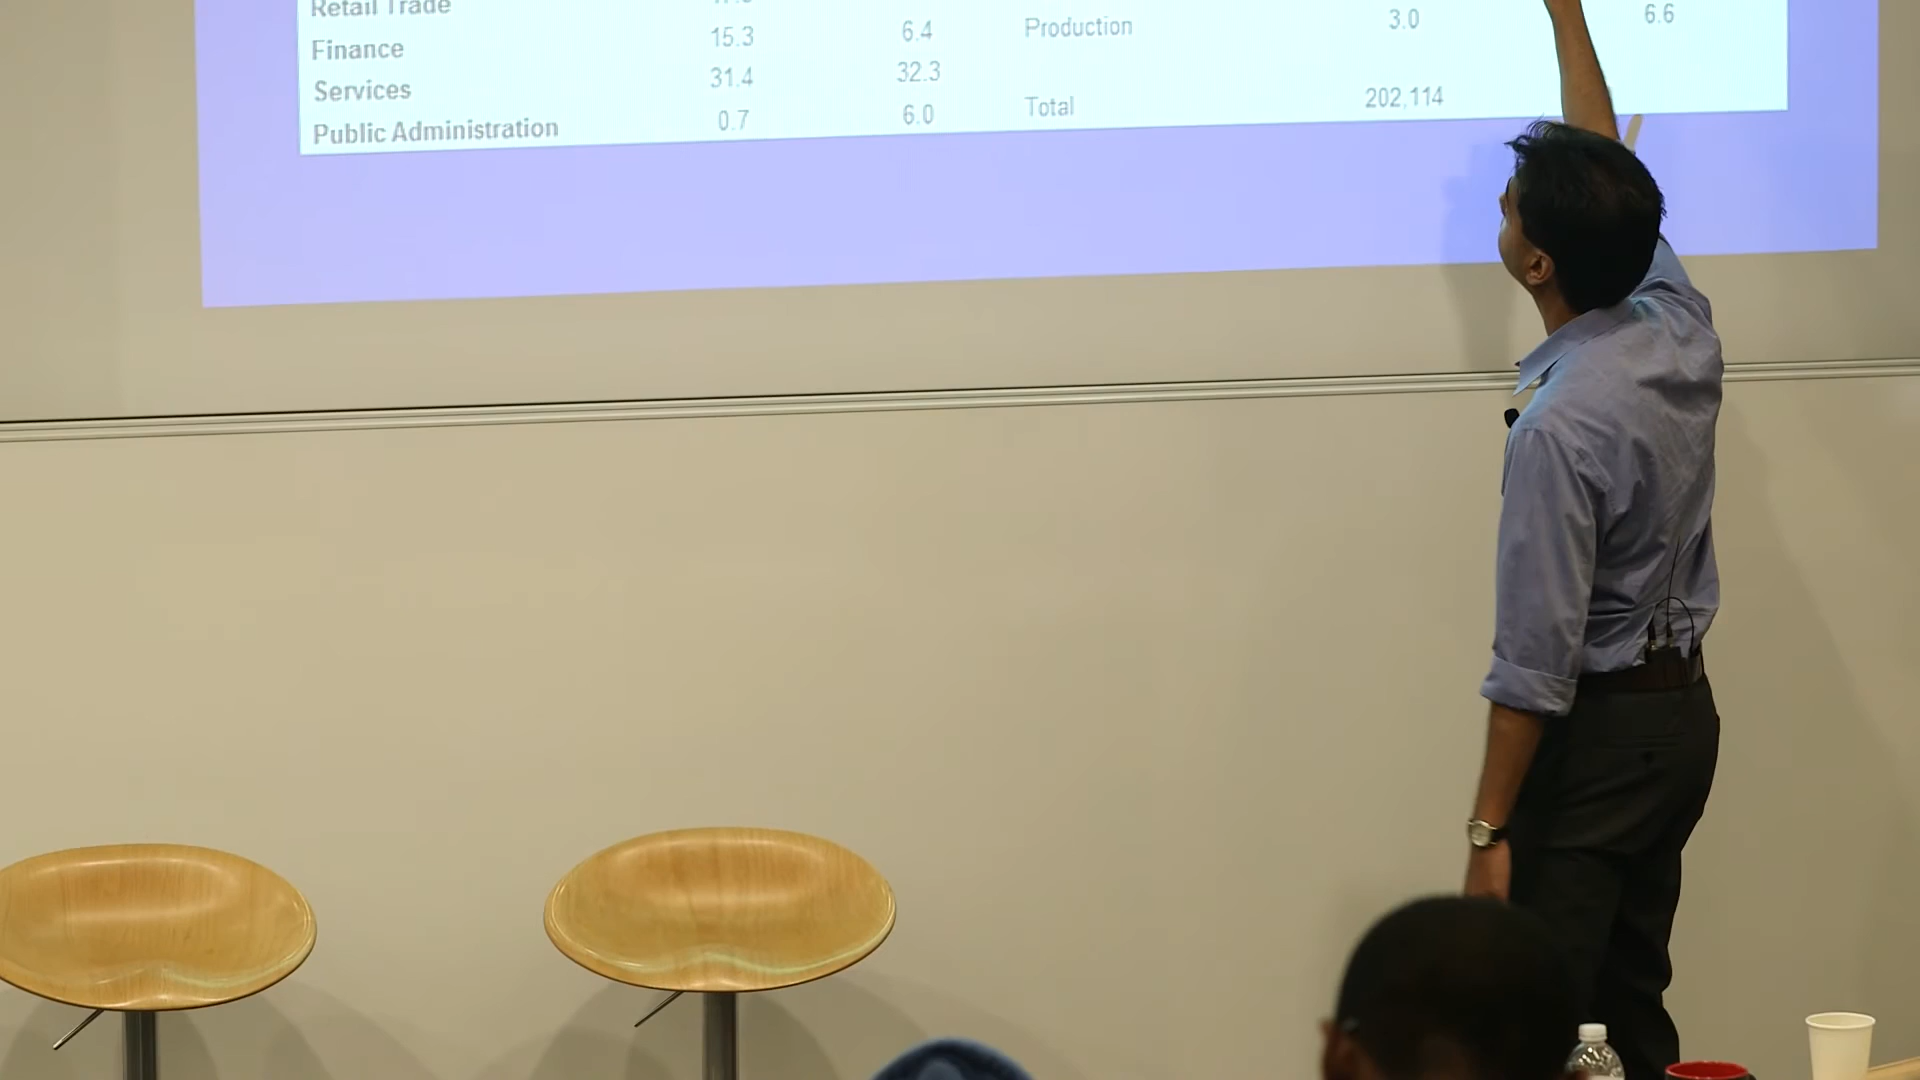 Retail Trade
Finance 15.3 6.4 Production 3.0 6.6
Services 31.4 32.3
Public Administration 0.7 6.0 Total 202,114